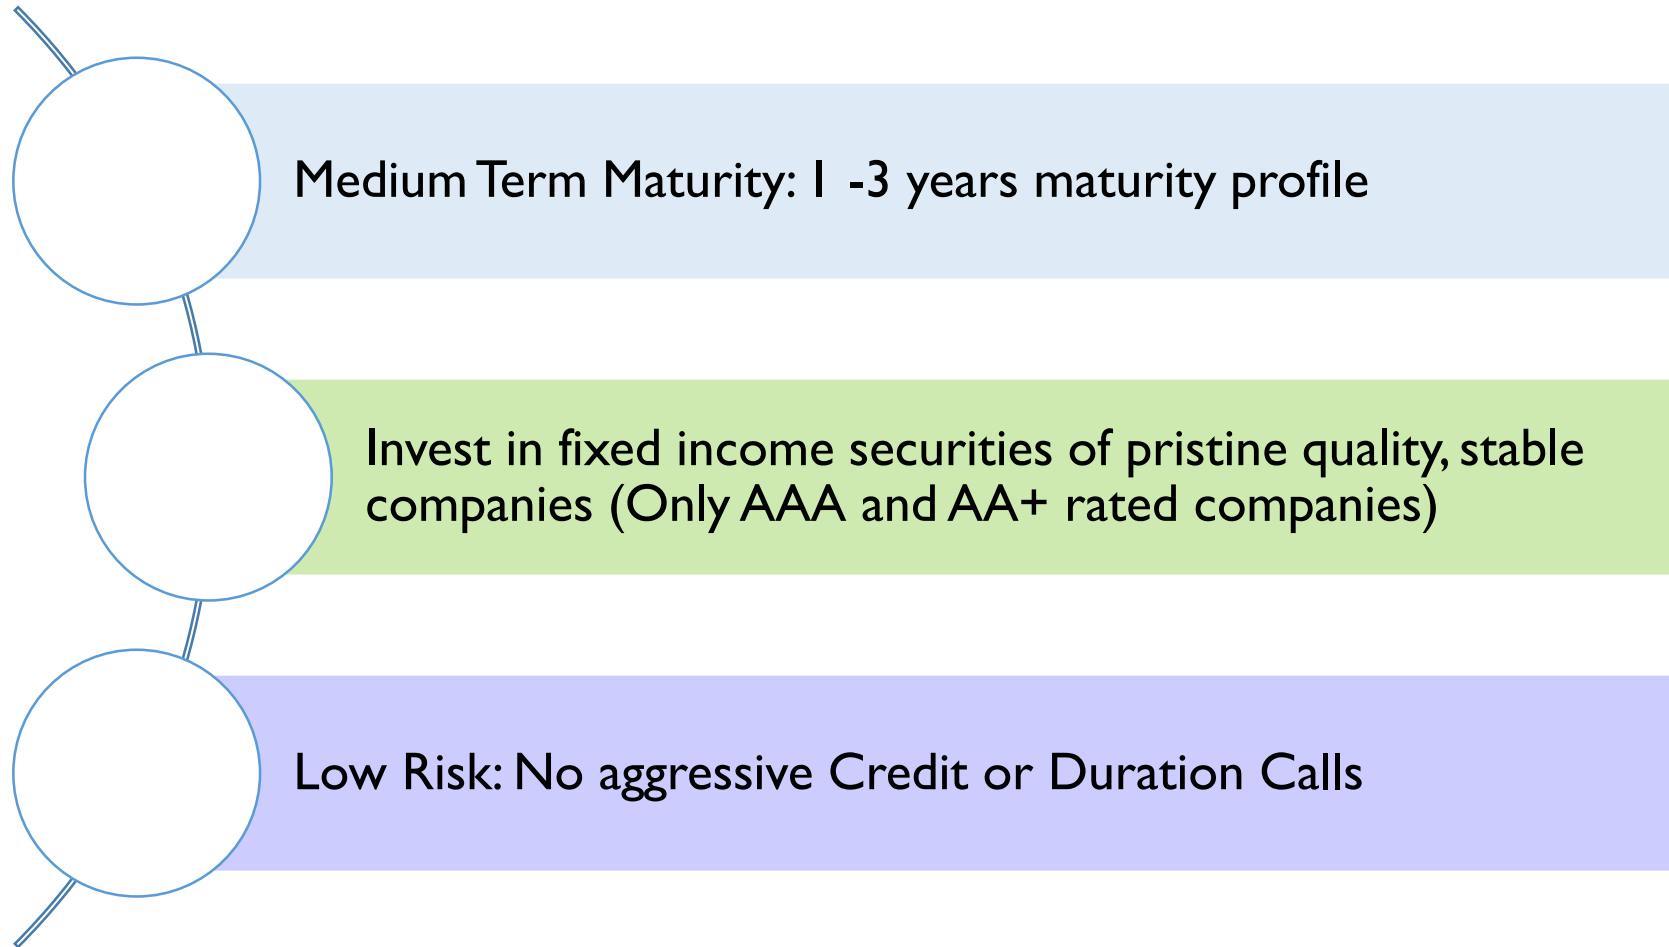 Medium Term Maturity: 1 -3 years maturity profile
Invest in fixed income securities of pristine quality, stable
companies (Only AAA and AA+ rated companies)
Low Risk: No aggressive Credit or Duration Calls